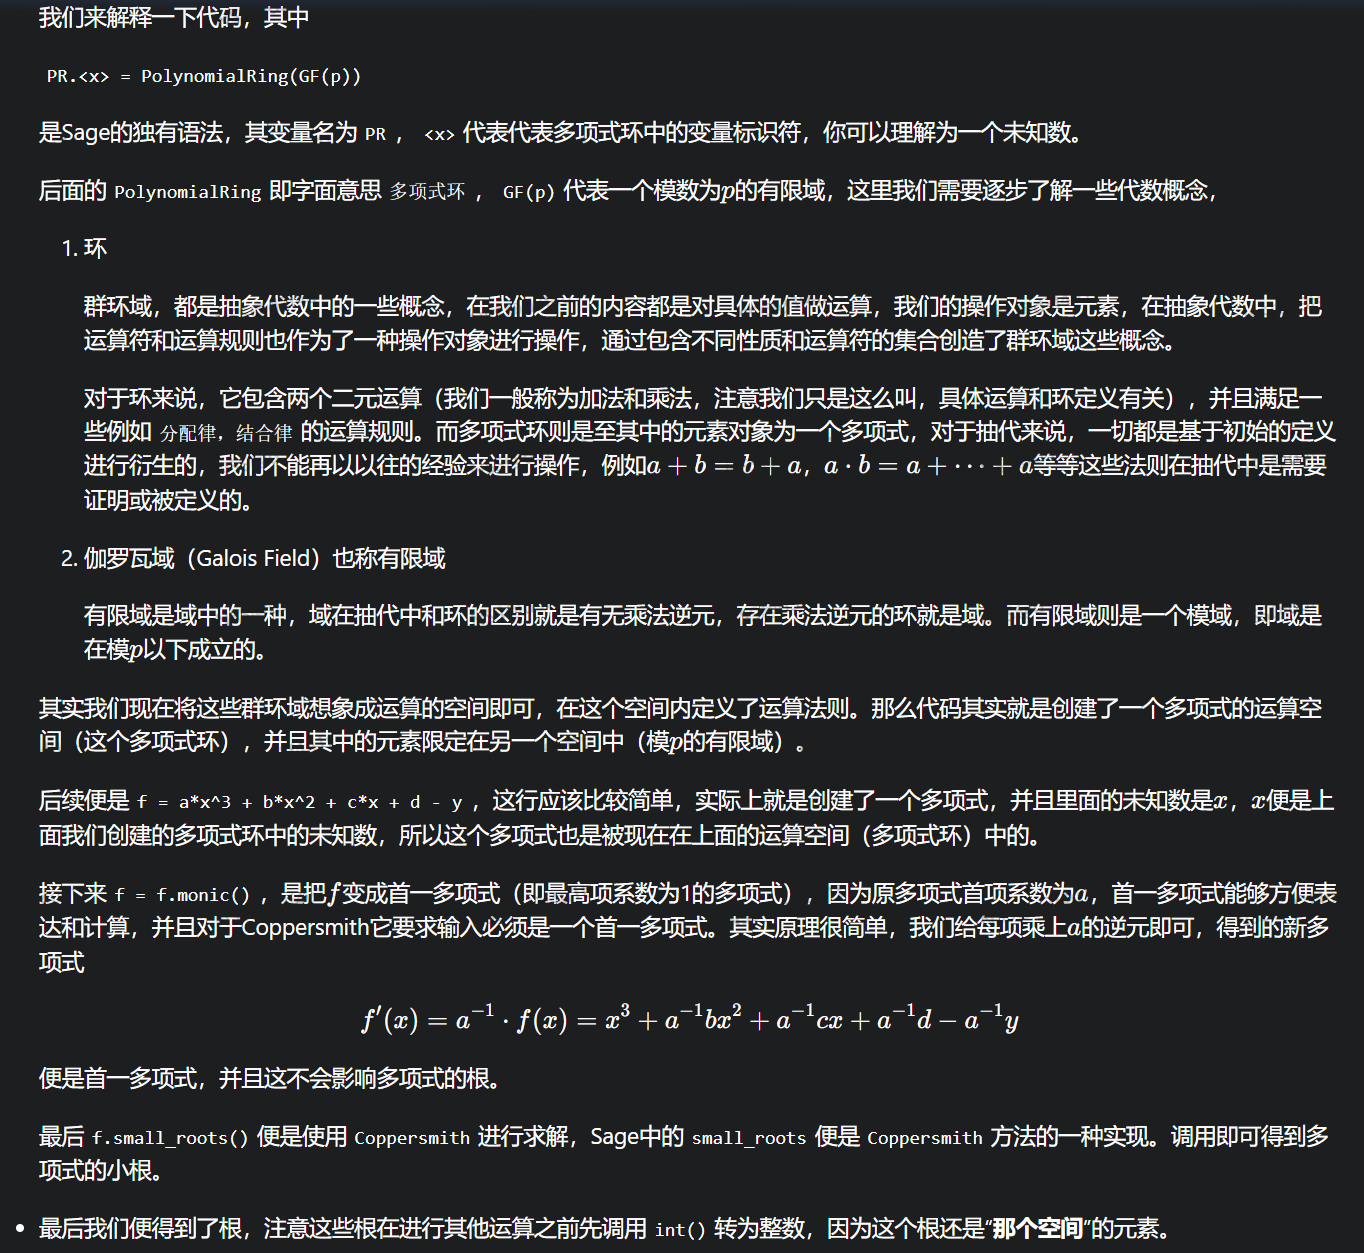 我们来解释一下代码，其中
PR.<x> = PolynomialRing(GF(p))
是Sage的独有语法，其变量名为 PR ， <x> 代表代表多项式环中的变量标识符，你可以理解为一个未知数。
后面的 PolynomialRing 即字面意思 多项式环 ， GF(p) 代表一个模数为p的有限域，这里我们需要逐步了解一些代数概念，
1. 环
群环域，都是抽象代数中的一些概念，在我们之前的内容都是对具体的值做运算，我们的操作对象是元素，在抽象代数中，把
运算符和运算规则也作为了一种操作对象进行操作，通过包含不同性质和运算符的集合创造了群环域这些概念。
对于环来说，它包含两个二元运算（我们一般称为加法和乘法，注意我们只是这么叫，具体运算和环定义有关），并且满足一
些例如 分配律，结合律 的运算规则。而多项式环则是至其中的元素对象为一个多项式，对于抽代来说，一切都是基于初始的定义
进行衍生的，我们不能再以以往的经验来进行操作，例如a + b = b + a，a · b = a + ··· + a等等这些法则在抽代中是需要
证明或被定义的。
2. 伽罗瓦域（Galois Field）也称有限域
有限域是域中的一种，域在抽代中和环的区别就是有无乘法逆元，存在乘法逆元的环就是域。而有限域则是一个模域，即域是
在模p以下成立的。
其实我们现在将这些群环域想象成运算的空间即可，在这个空间内定义了运算法则。那么代码其实就是创建了一个多项式的运算空
间（这个多项式环），并且其中的元素限定在另一个空间中（模p的有限域）。
后续便是 f = a*x^3 + b*x^2 + c*x + d - y ，这行应该比较简单，实际上就是创建了一个多项式，并且里面的未知数是x，x便是上
面我们创建的多项式环中的未知数，所以这个多项式也是被现在在上面的运算空间（多项式环）中的。
接下来 f = f.monic() ，是把f变成首一多项式（即最高项系数为1的多项式），因为原多项式首项系数为a，首一多项式能够方便表
达和计算，并且对于Coppersmith它要求输入必须是一个首一多项式。其实原理很简单，我们给每项乘上a的逆元即可，得到的新多
项式
f′(x) = a⁻¹ · f(x) = x³ + a⁻¹bx² + a⁻¹cx + a⁻¹d − a⁻¹y
便是首一多项式，并且这不会影响多项式的根。
最后 f.small_roots() 便是使用 Coppersmith 进行求解，Sage中的 small_roots 便是 Coppersmith 方法的一种实现。调用即可得到多
项式的小根。
• 最后我们便得到了根，注意这些根在进行其他运算之前先调用 int() 转为整数，因为这个根还是“那个空间”的元素。